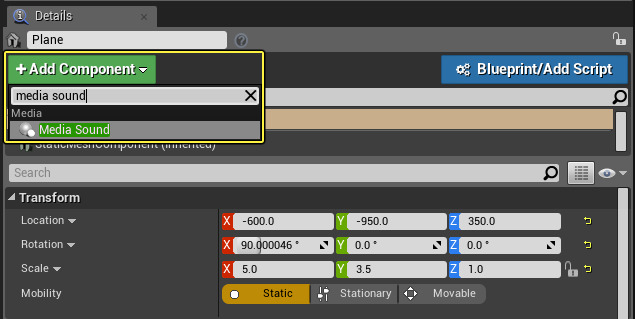 Details
Plane
+Add Component
Blueprint/Add Script
media sound
Media
Media Sound
StaticMeshComponent (Inherited)
Search
Transform
Location X -600.0 Y -950.0 Z 350.0
Rotation X 90.000046 ° Y 0.0 ° Z 0.0 °
Scale X 5.0 Y 3.5 Z 1.0
Mobility Static Stationary Movable